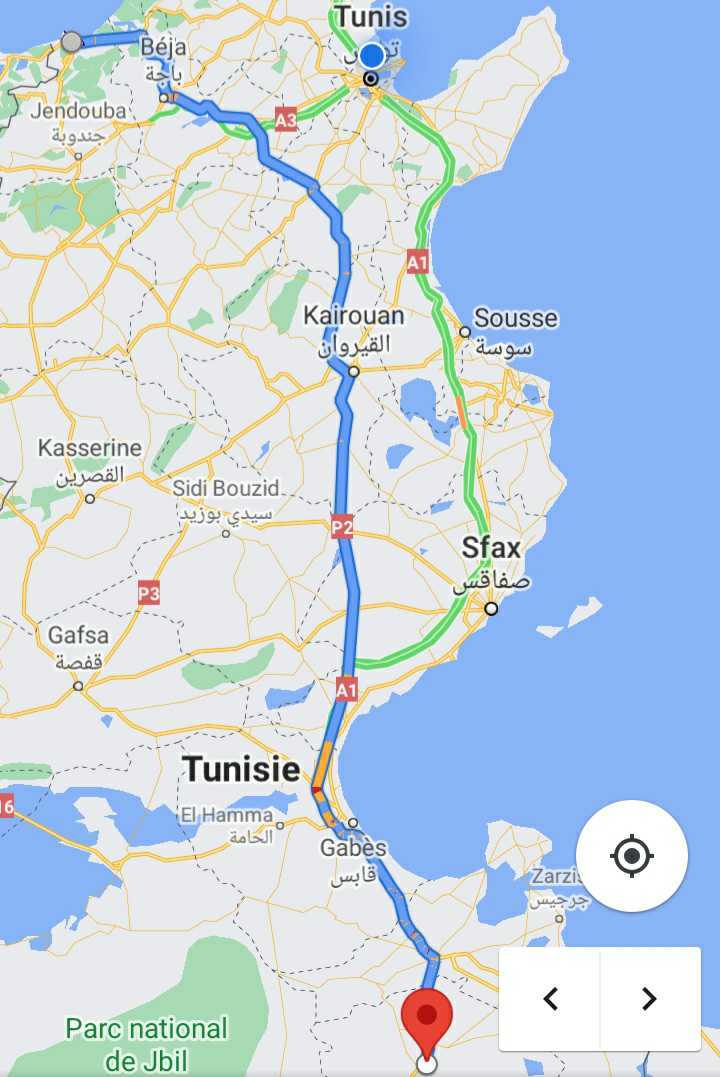 Tunis
تونس
Béja
باجة
Jendouba
جندوبة
A3
A1
Kairouan
القيروان
Sousse
سوسة
Kasserine
القصرين
Sidi Bouzid
سيدي بوزيد
P2
Sfax
صفاقس
P3
Gafsa
قفصة
A1
Tunisie
16
El Hamma
الحامة
Gabès
قابس
Zarzis
جرجيس
Parc national
de Jbil